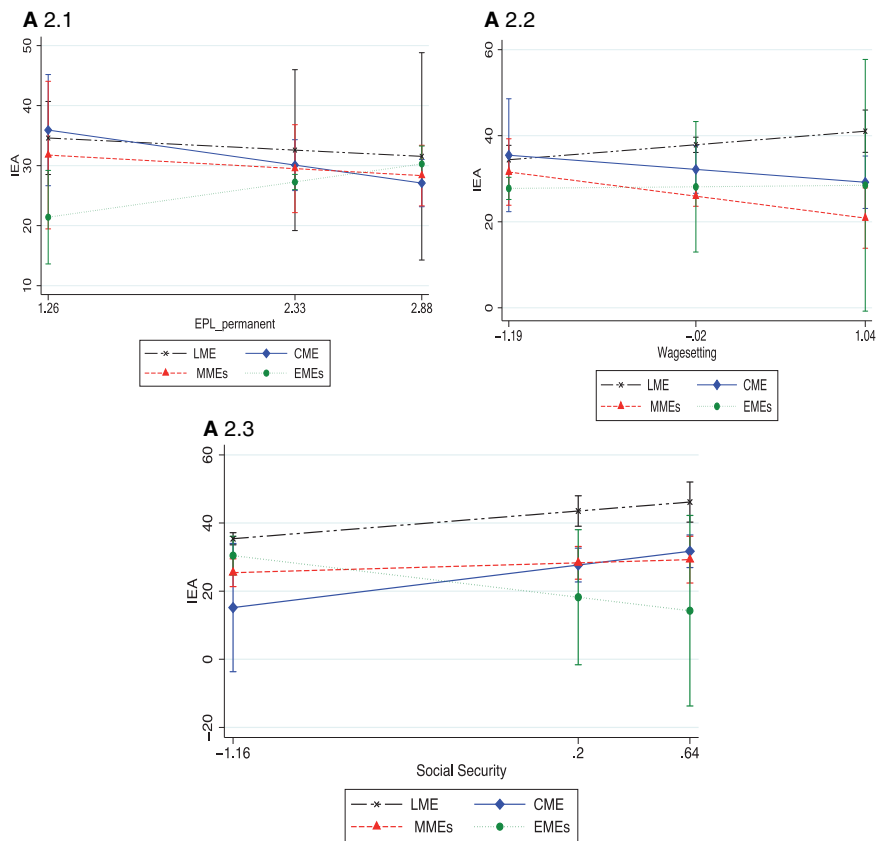 A 2.1
50
40
30
20
10
IEA
1.26
2.33
2.88
EPL_permanent
LME
CME
MMEs
EMEs
A 2.2
60
40
20
0
IEA
-1.19
-.02
1.04
Wagesetting
LME
CME
MMEs
EMEs
A 2.3
60
40
20
0
-20
IEA
-1.16
.2
.64
Social Security
LME
CME
MMEs
EMEs